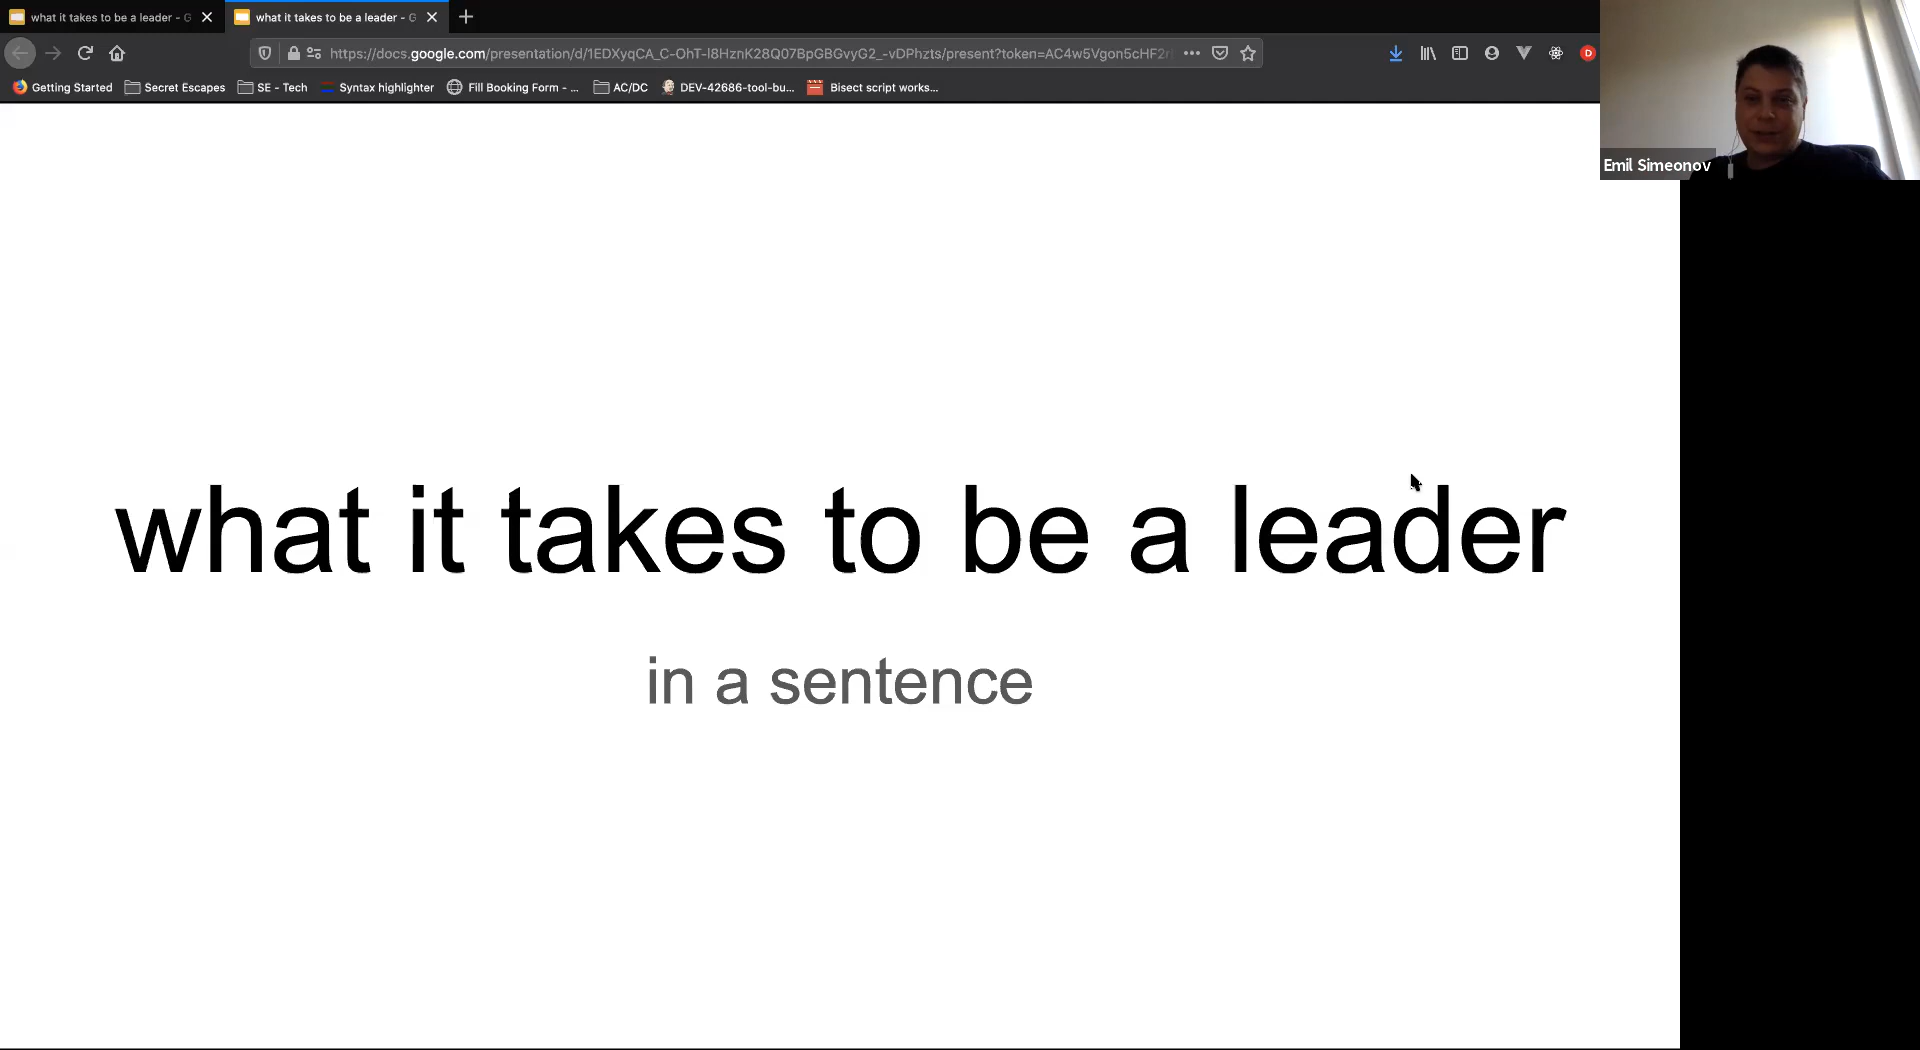 what it takes to be a leader - G
what it takes to be a leader - G
https://docs.google.com/presentation/d/1EDXyqCA_C-OhT-I8HznK28Q07BpGBGvyG2_-vDPhzts/present?token=AC4w5Vgon5cHF2r
D
Getting Started
Secret Escapes
SE - Tech
Syntax highlighter
Fill Booking Form - ...
AC/DC
DEV-42686-tool-bu...
Bisect script works...
Emil Simeonov
what it takes to be a leader
in a sentence